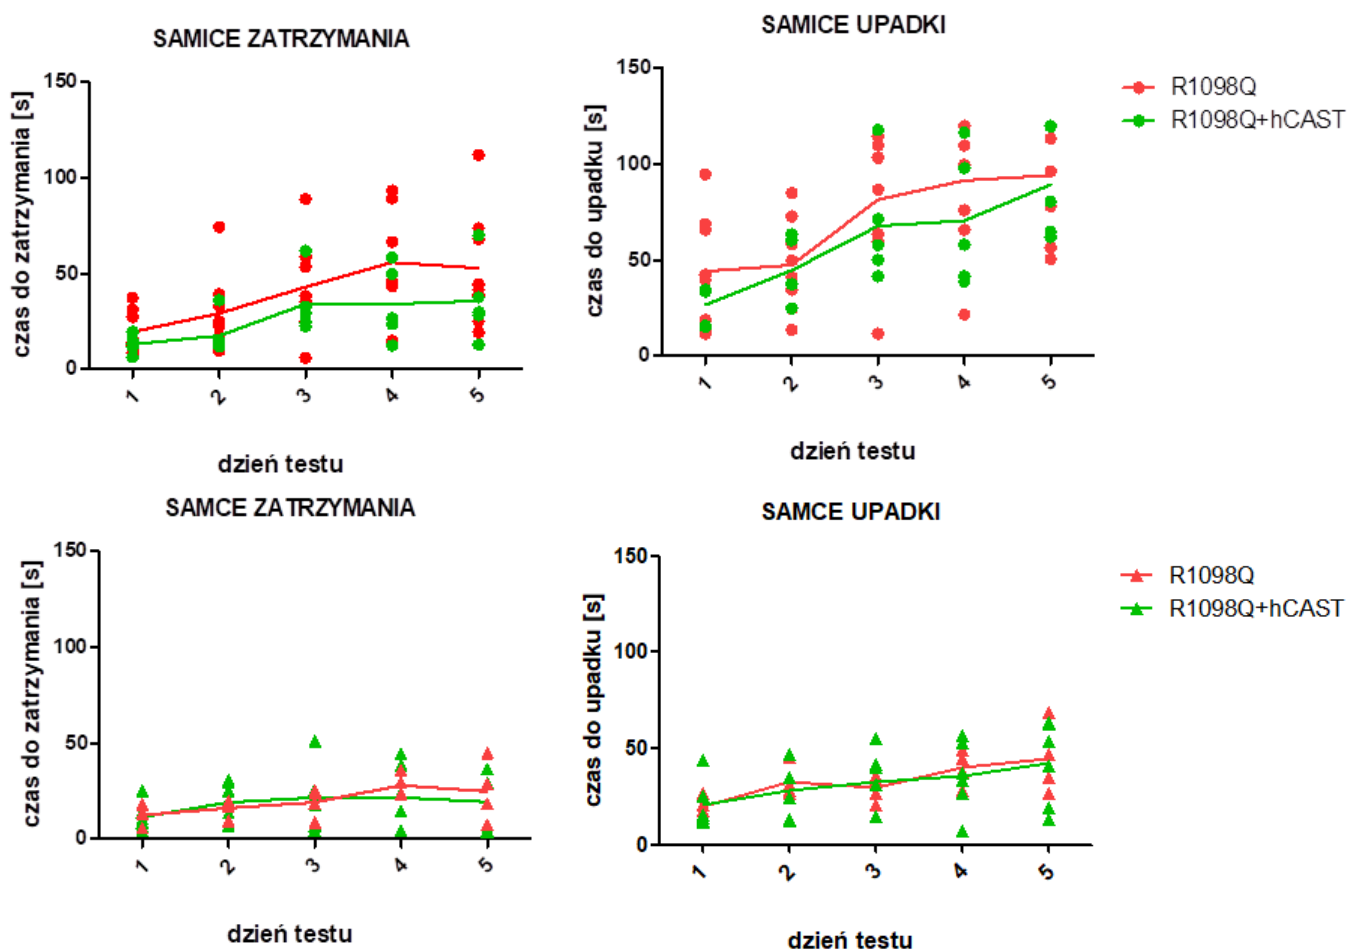 SAMICE ZATRZYMANIA
czas do zatrzymania [s]
150
100
50
0
1 2 3 4 5
dzień testu
SAMICE UPADKI
czas do upadku [s]
150
100
50
0
1 2 3 4 5
dzień testu
R1098Q
R1098Q+hCAST
SAMCE ZATRZYMANIA
czas do zatrzymania [s]
150
100
50
0
1 2 3 4 5
dzień testu
SAMCE UPADKI
czas do upadku [s]
150
100
50
0
1 2 3 4 5
dzień testu
R1098Q
R1098Q+hCAST